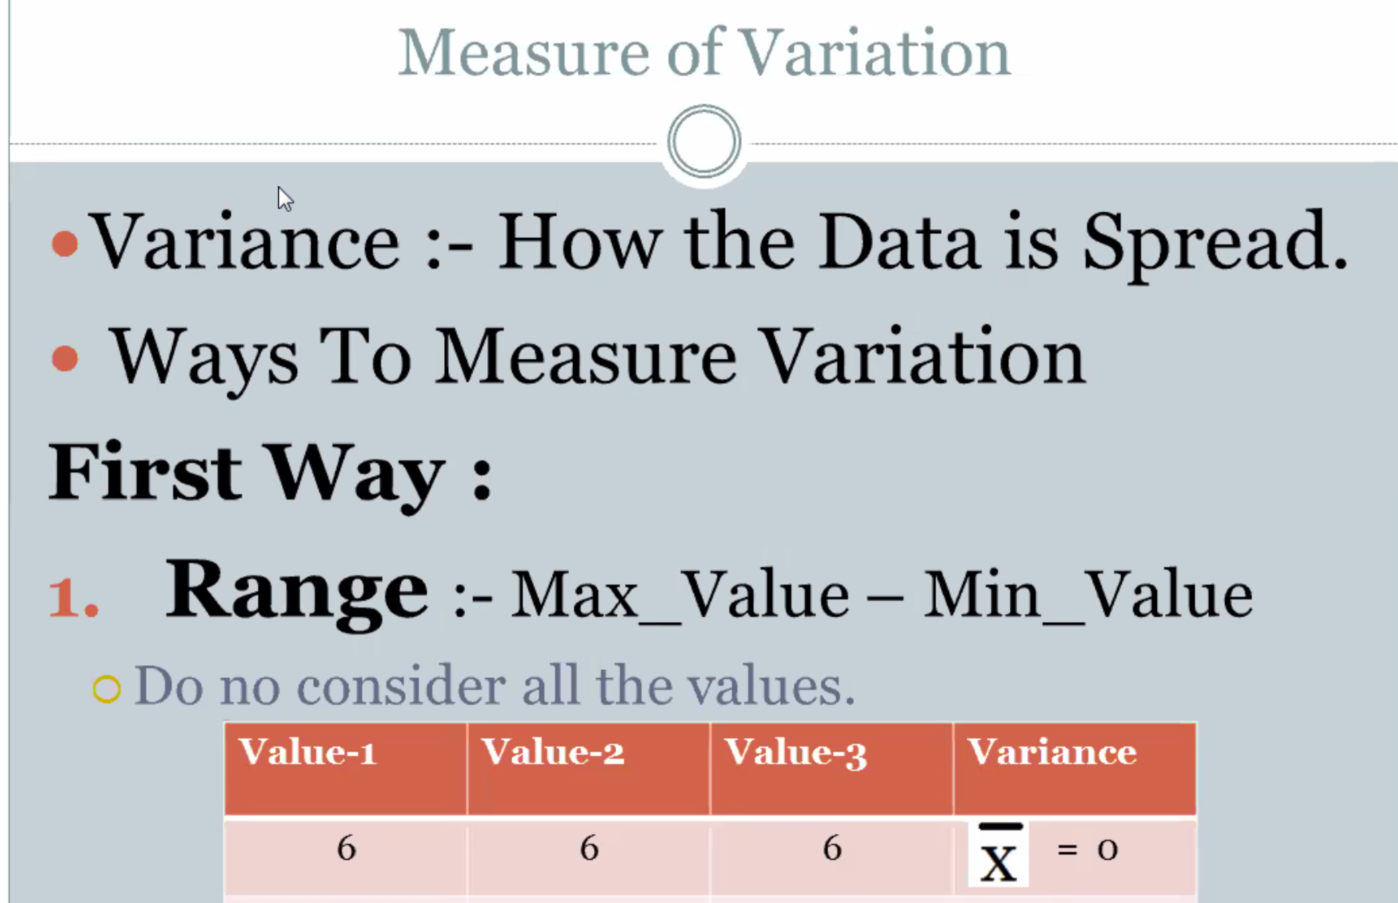 Measure of Variation
Variance :- How the Data is Spread.
Ways To Measure Variation
First Way :
1. Range :- Max_Value – Min_Value
Do no consider all the values.
Value-1 Value-2 Value-3 Variance
6 6 6 X̅ = 0